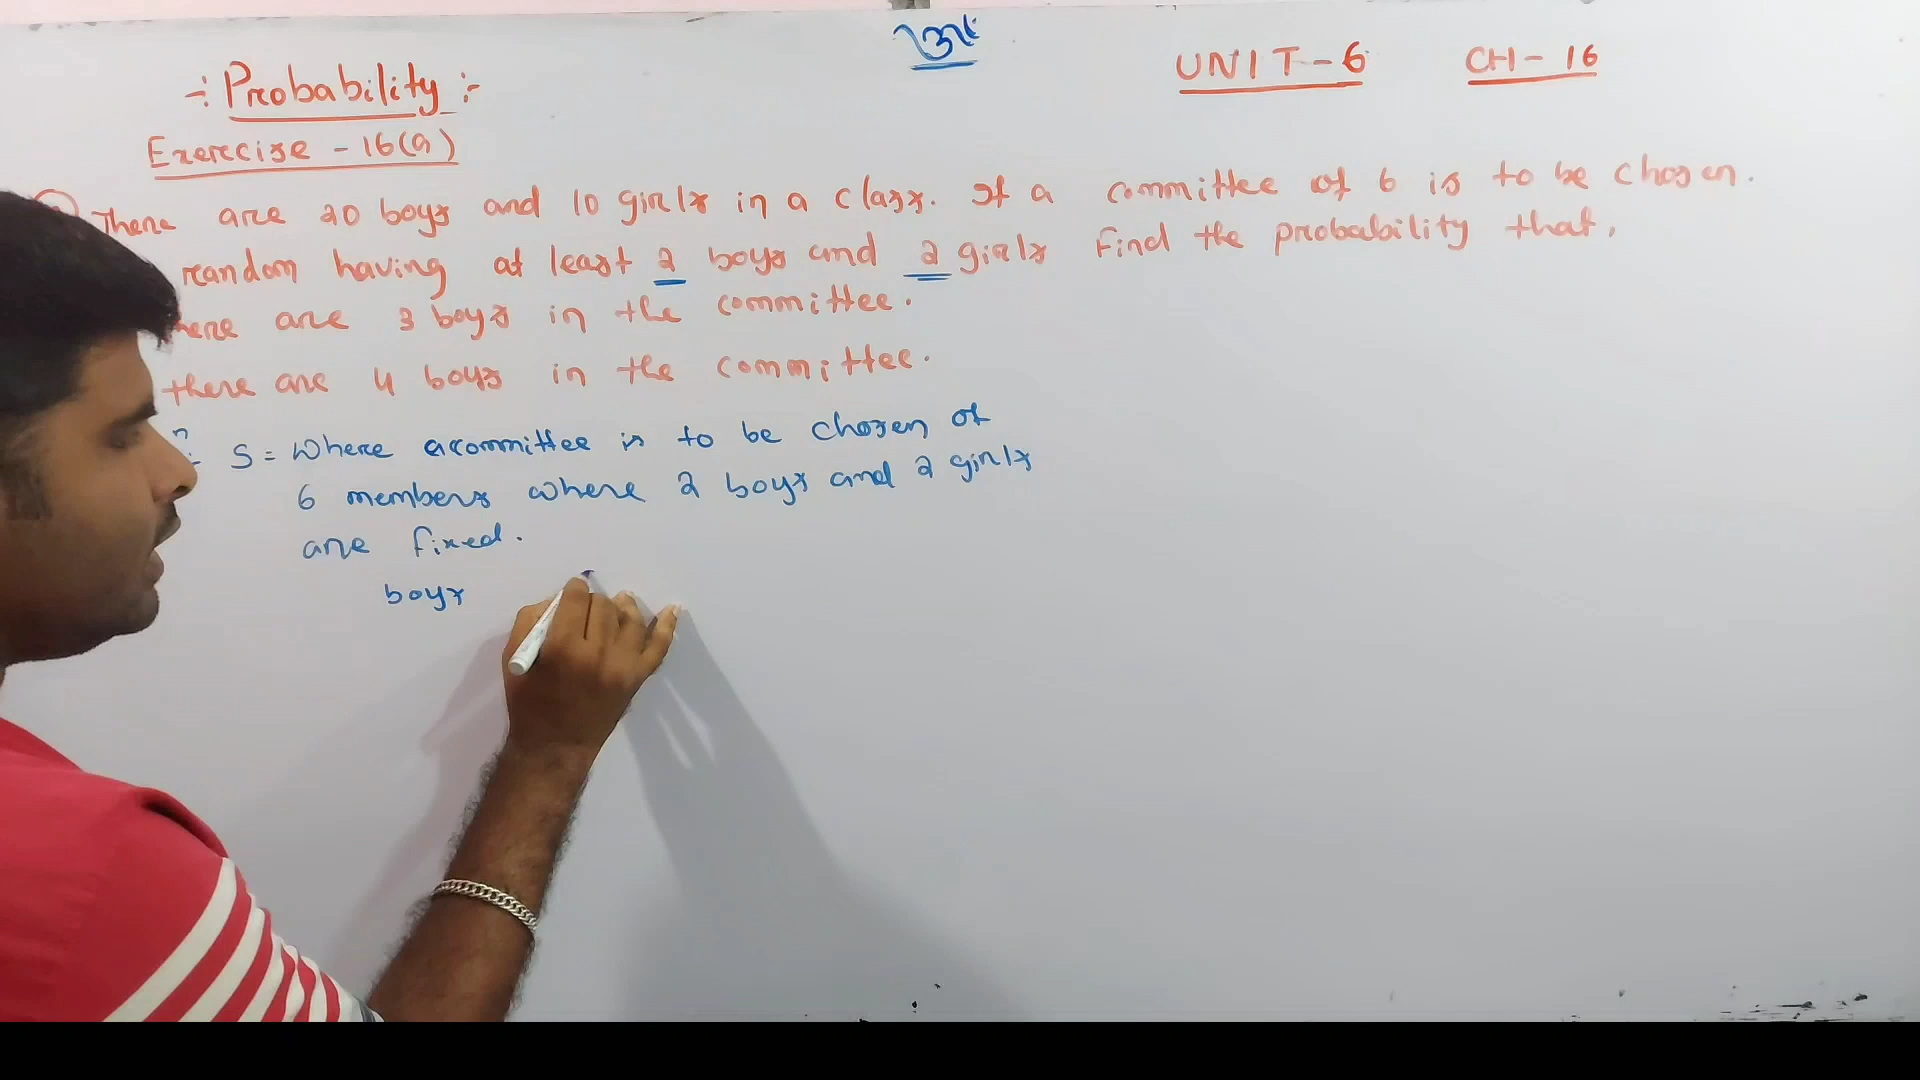 -: Probability :-
UNIT-6 CH-16
Exercise - 16(a)
There are 20 boys and 10 girls in a class. If a committee of 6 is to be chosen.
random having at least 2 boys and 2 girls Find the probability that,
are 3 boys in the committee.
there are 4 boys in the committee.
S = Where a committee is to be chosen of
6 members where 2 boys and 2 girls
are fixed.
boys